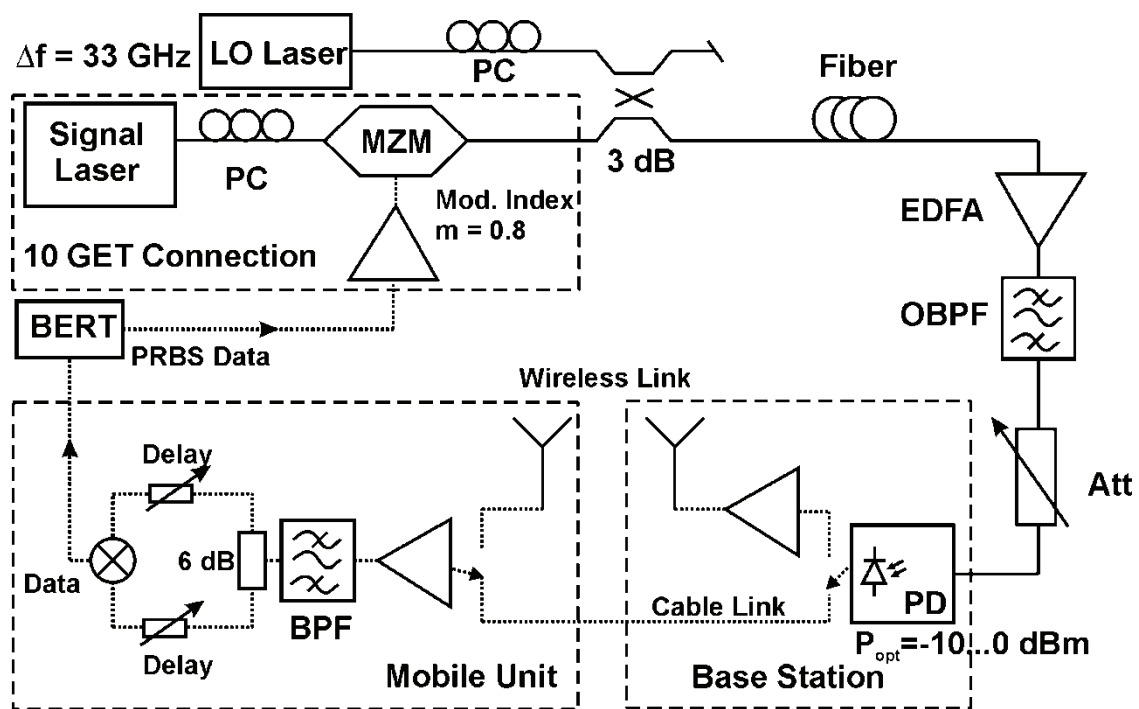 Δf = 33 GHz
LO Laser
PC
Fiber
Signal
Laser
PC
MZM
3 dB
Mod. Index
m = 0.8
10 GET Connection
EDFA
OBPF
BERT
PRBS Data
Wireless Link
Delay
Att
6 dB
Data
BPF
PD
Cable Link
Delay
Popt=-10...0 dBm
Mobile Unit
Base Station